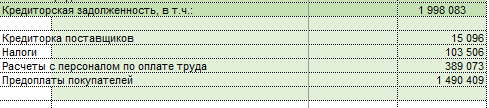 Кредиторская задолженность, в т.ч.: 1 998 083
Кредиторка поставщиков 15 096
Налоги 103 506
Расчеты с персоналом по оплате труда 389 073
Предоплаты покупателей 1 490 409